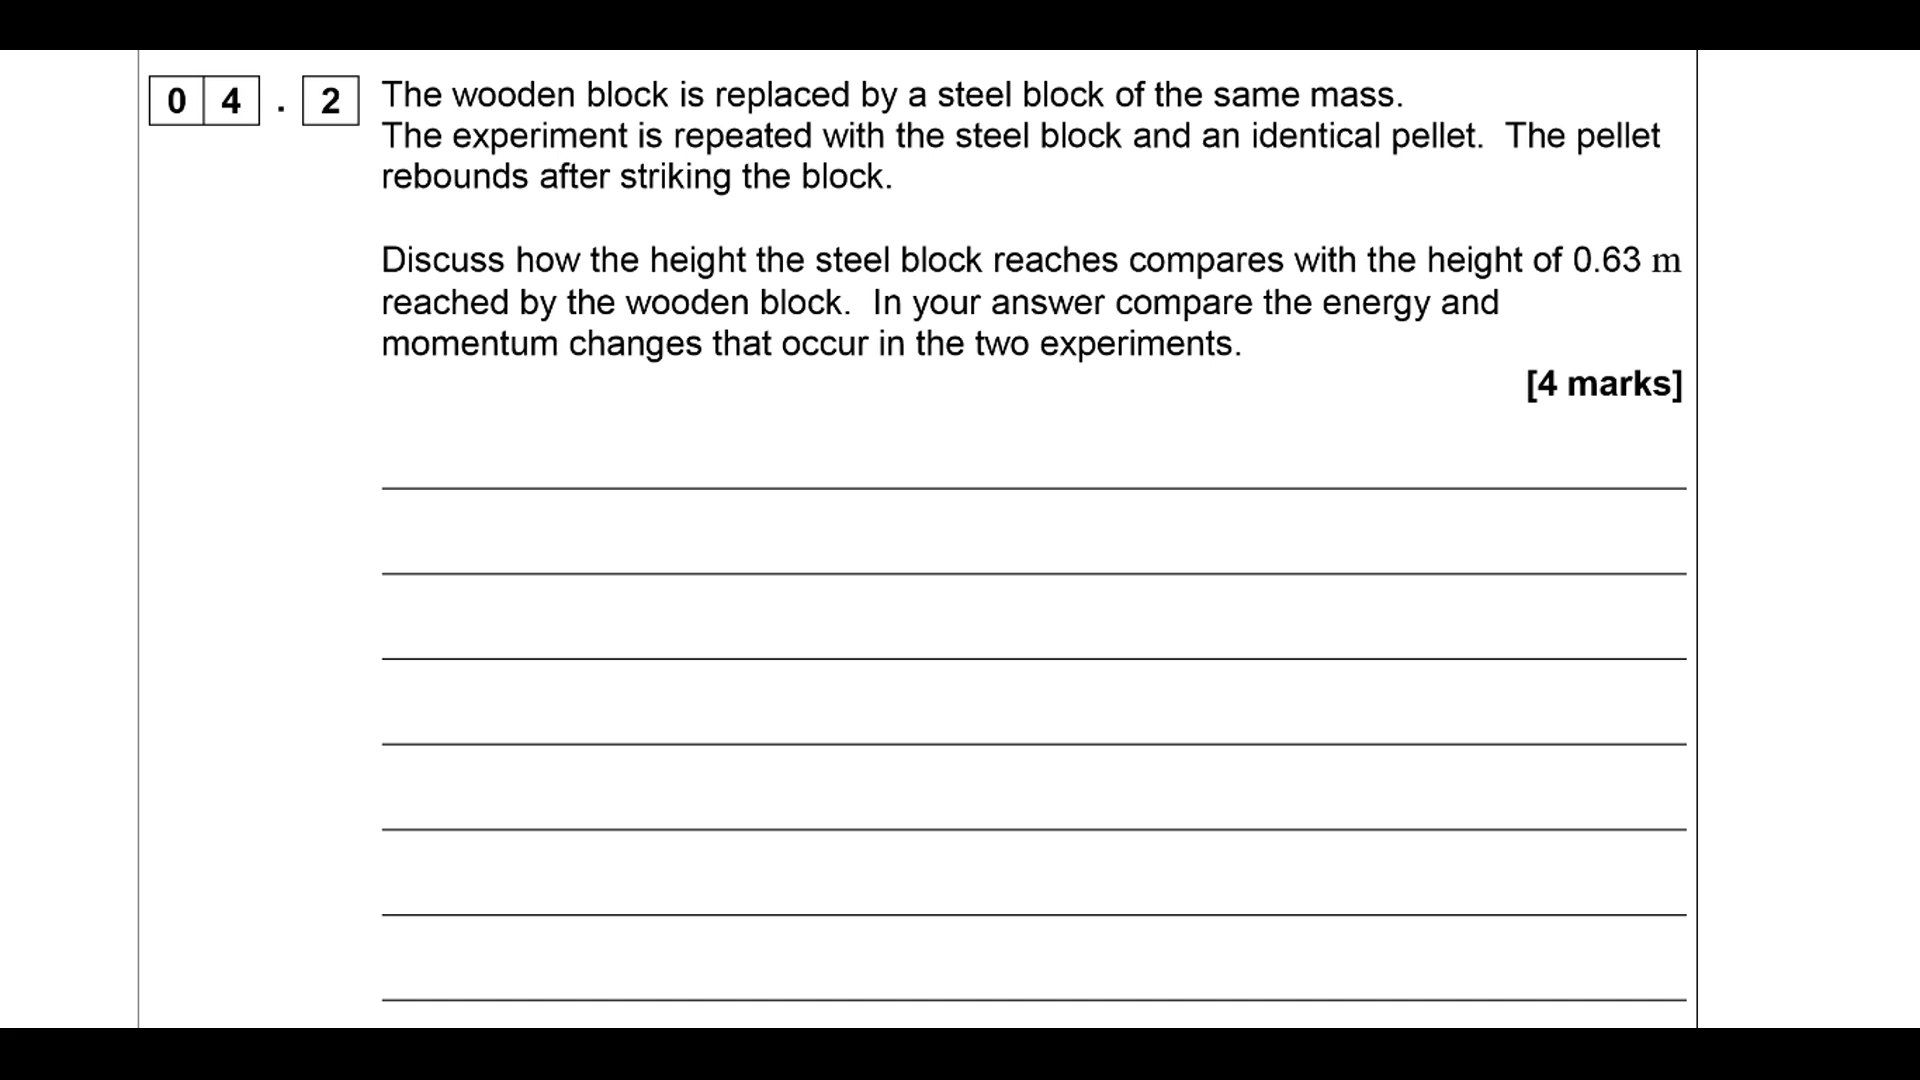 04.2 The wooden block is replaced by a steel block of the same mass.
The experiment is repeated with the steel block and an identical pellet. The pellet
rebounds after striking the block.
Discuss how the height the steel block reaches compares with the height of 0.63 m
reached by the wooden block. In your answer compare the energy and
momentum changes that occur in the two experiments.
[4 marks]